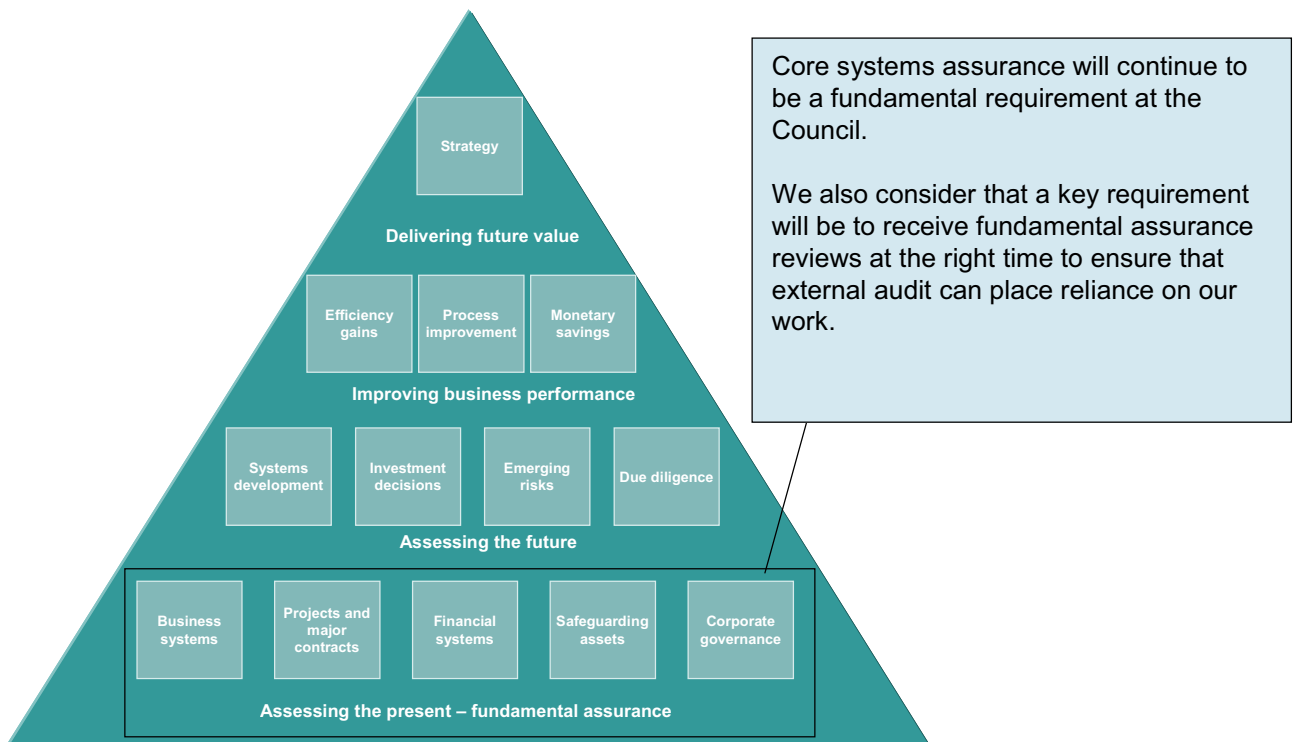 Strategy
Delivering future value
Efficiency
gains
Process
improvement
Monetary
savings
Improving business performance
Systems
development
Investment
decisions
Emerging
risks
Due diligence
Assessing the future
Business
systems
Projects and
major
contracts
Financial
systems
Safeguarding
assets
Corporate
governance
Assessing the present – fundamental assurance
Core systems assurance will continue to
be a fundamental requirement at the
Council.
We also consider that a key requirement
will be to receive fundamental assurance
reviews at the right time to ensure that
external audit can place reliance on our
work.